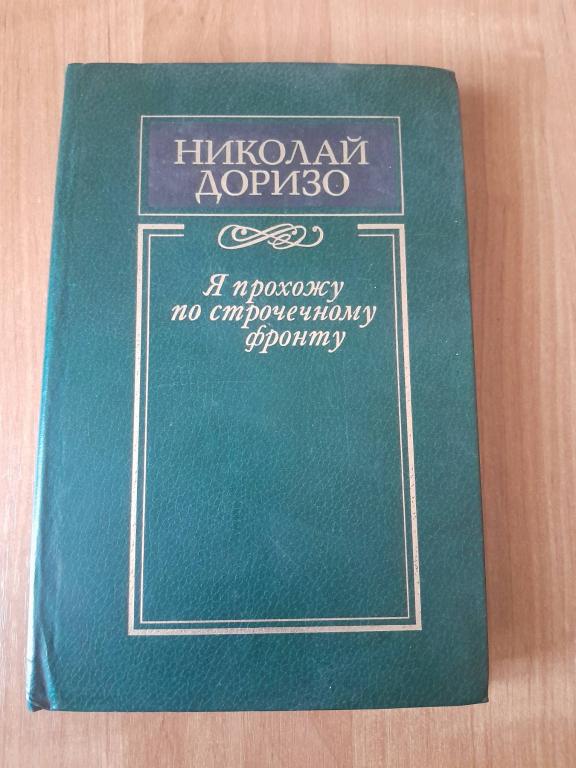 НИКОЛАЙ
ДОРИЗО
Я прохожу
по строчечному
фронту